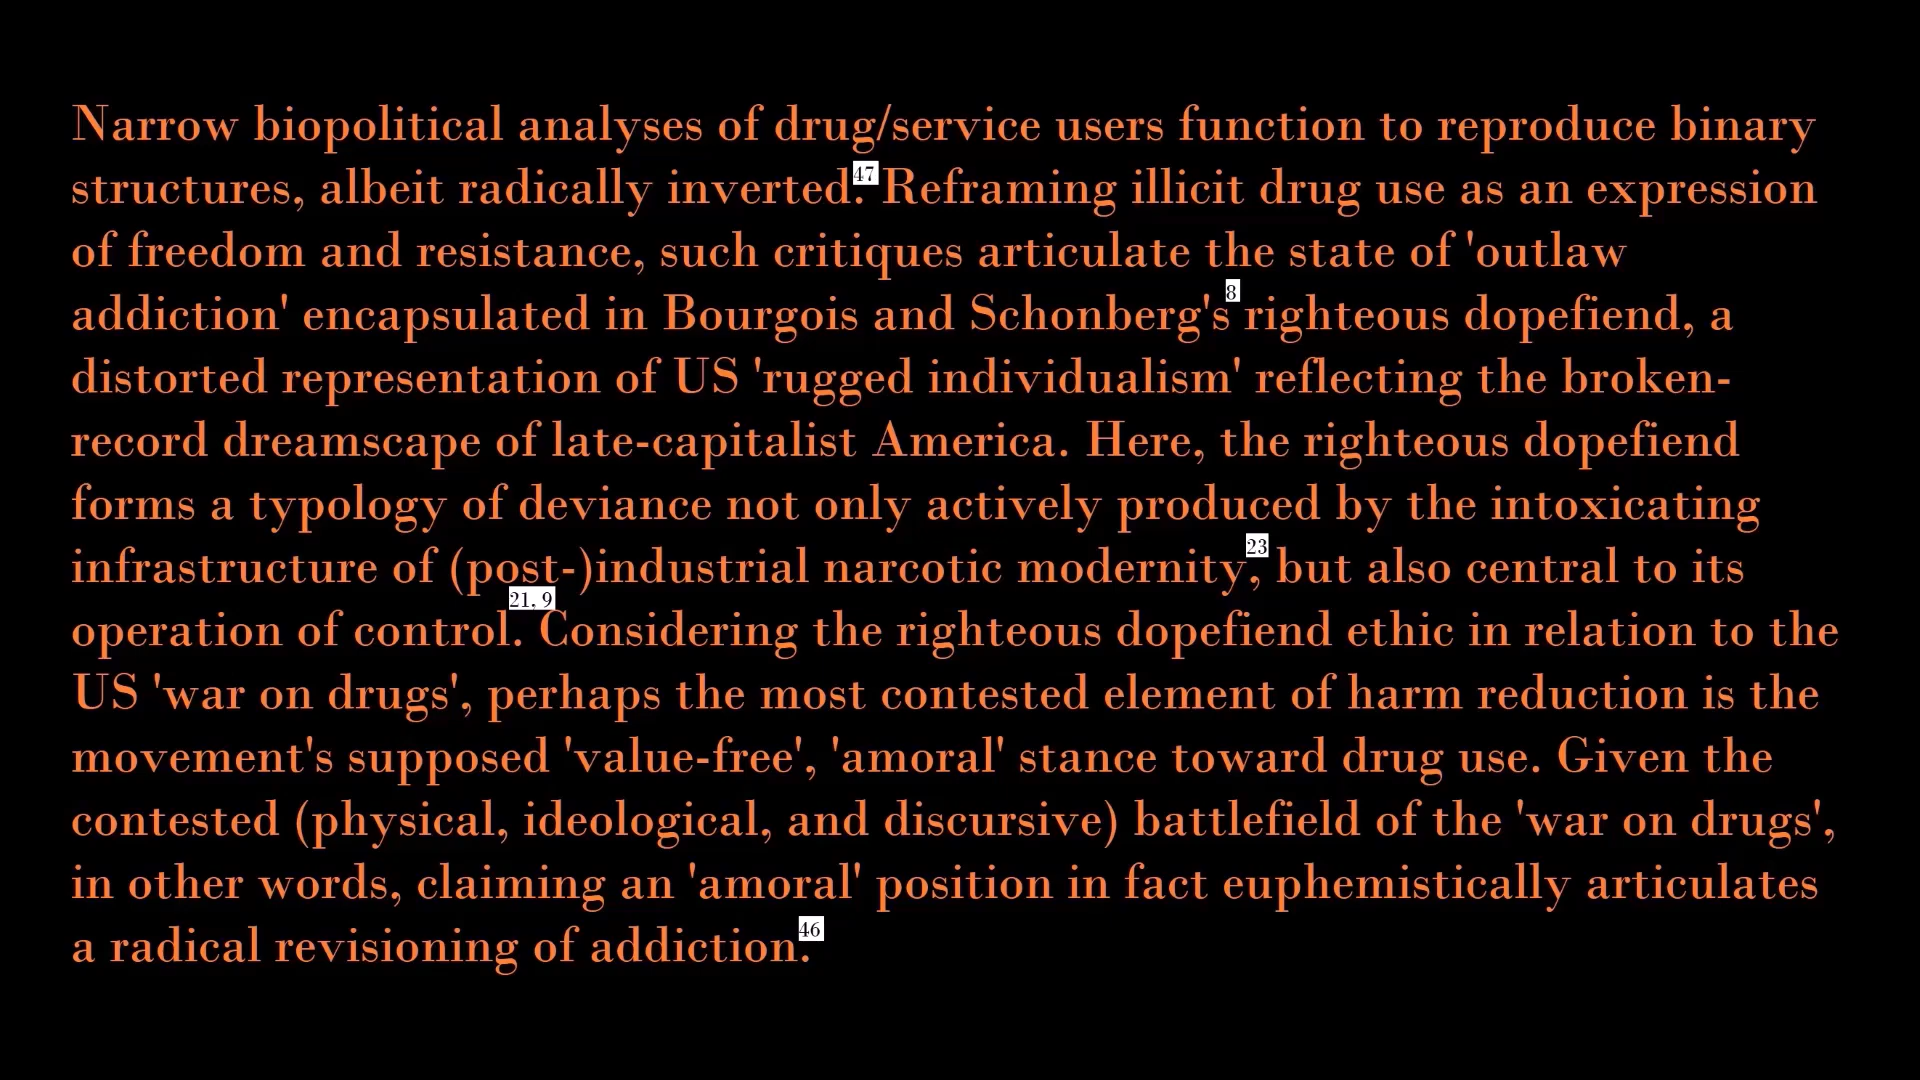 Narrow biopolitical analyses of drug/service users function to reproduce binary
structures, albeit radically inverted.47 Reframing illicit drug use as an expression
of freedom and resistance, such critiques articulate the state of 'outlaw
addiction' encapsulated in Bourgois and Schonberg's8 righteous dopefiend, a
distorted representation of US 'rugged individualism' reflecting the broken-
record dreamscape of late-capitalist America. Here, the righteous dopefiend
forms a typology of deviance not only actively produced by the intoxicating
infrastructure of (post-)industrial narcotic modernity,23 but also central to its
operation of control.21, 9 Considering the righteous dopefiend ethic in relation to the
US 'war on drugs', perhaps the most contested element of harm reduction is the
movement's supposed 'value-free', 'amoral' stance toward drug use. Given the
contested (physical, ideological, and discursive) battlefield of the 'war on drugs',
in other words, claiming an 'amoral' position in fact euphemistically articulates
a radical revisioning of addiction.46